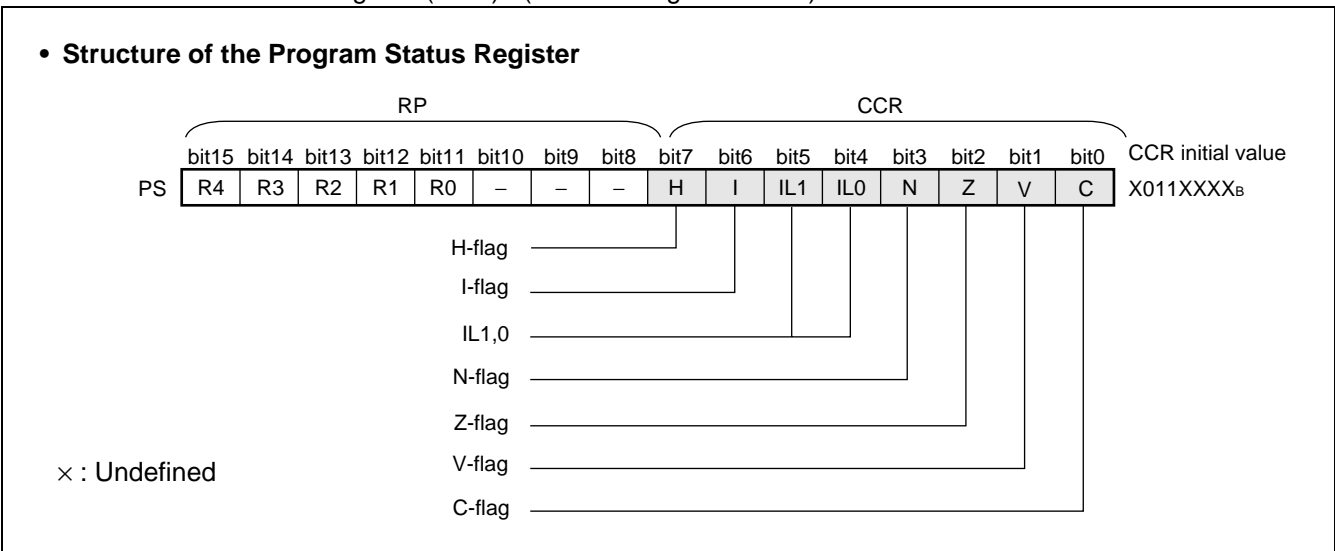 • Structure of the Program Status Register
RP CCR
bit15 bit14 bit13 bit12 bit11 bit10 bit9 bit8 bit7 bit6 bit5 bit4 bit3 bit2 bit1 bit0 CCR initial value
PS R4 R3 R2 R1 R0 – – – H I IL1 IL0 N Z V C X011XXXXB
H-flag
I-flag
IL1,0
N-flag
Z-flag
× : Undefined V-flag
C-flag